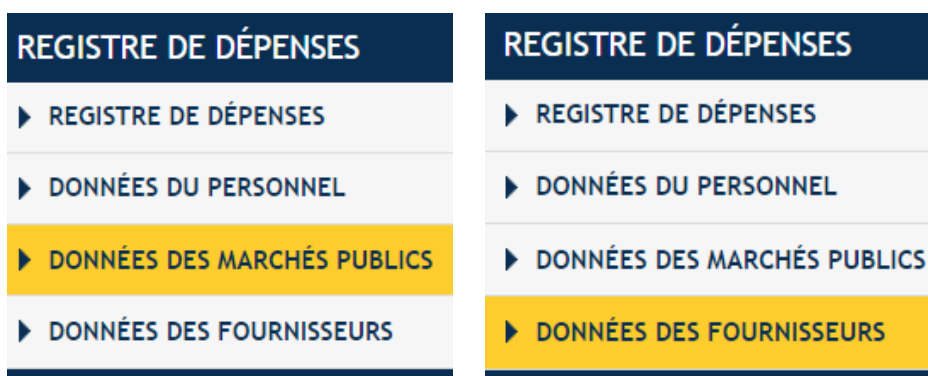 REGISTRE DE DÉPENSES
REGISTRE DE DÉPENSES
DONNÉES DU PERSONNEL
DONNÉES DES MARCHÉS PUBLICS
DONNÉES DES FOURNISSEURS
REGISTRE DE DÉPENSES
REGISTRE DE DÉPENSES
DONNÉES DU PERSONNEL
DONNÉES DES MARCHÉS PUBLICS
DONNÉES DES FOURNISSEURS